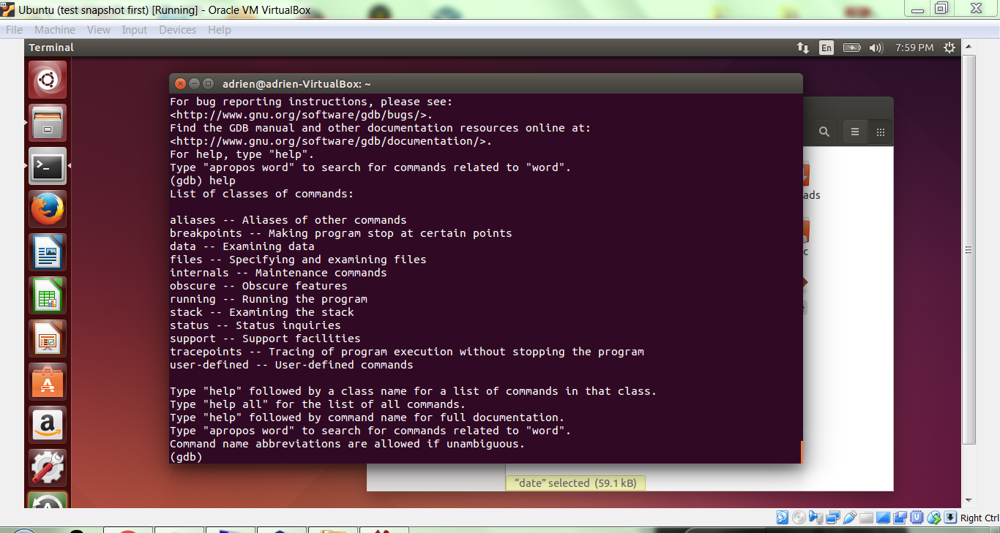 Ubuntu (test snapshot first) [Running] - Oracle VM VirtualBox
File Machine View Input Devices Help
Terminal
En
7:59 PM
adrien@adrien-VirtualBox: ~
For bug reporting instructions, please see:
<http://www.gnu.org/software/gdb/bugs/>.
Find the GDB manual and other documentation resources online at:
<http://www.gnu.org/software/gdb/documentation/>.
For help, type "help".
Type "apropos word" to search for commands related to "word".
(gdb) help
List of classes of commands:
aliases -- Aliases of other commands
breakpoints -- Making program stop at certain points
data -- Examining data
files -- Specifying and examining files
internals -- Maintenance commands
obscure -- Obscure features
running -- Running the program
stack -- Examining the stack
status -- Status inquiries
support -- Support facilities
tracepoints -- Tracing of program execution without stopping the program
user-defined -- User-defined commands
Type "help" followed by a class name for a list of commands in that class.
Type "help all" for the list of all commands.
Type "help" followed by command name for full documentation.
Type "apropos word" to search for commands related to "word".
Command name abbreviations are allowed if unambiguous.
(gdb)
ads
c
“date” selected (59.1 kB)
Right Ctrl